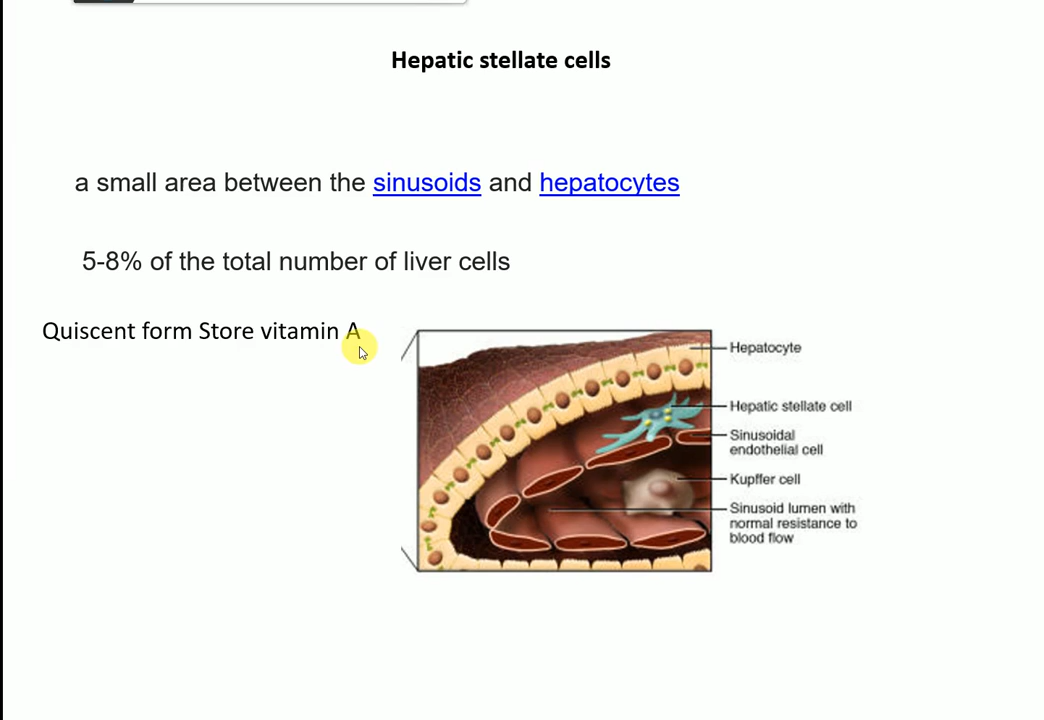 Hepatic stellate cells
a small area between the sinusoids and hepatocytes
5-8% of the total number of liver cells
Quiscent form Store vitamin A
Hepatocyte
Hepatic stellate cell
Sinusoidal
endothelial cell
Kupffer cell
Sinusoid lumen with
normal resistance to
blood flow